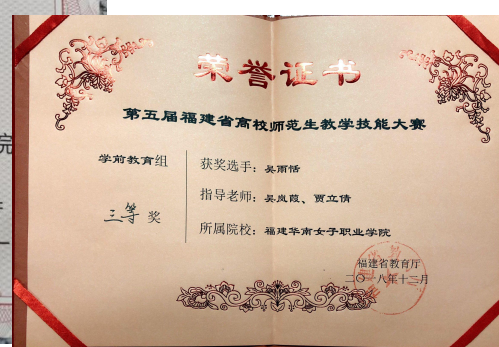 荣誉证书
第五届福建省高校师范生教学技能大赛
学前教育组
获奖选手：吴雨恬
指导老师：吴岚葭、贾立倩
三等奖
所属院校：福建华南女子职业学院
福建省教育厅
二〇一八年十二月
院